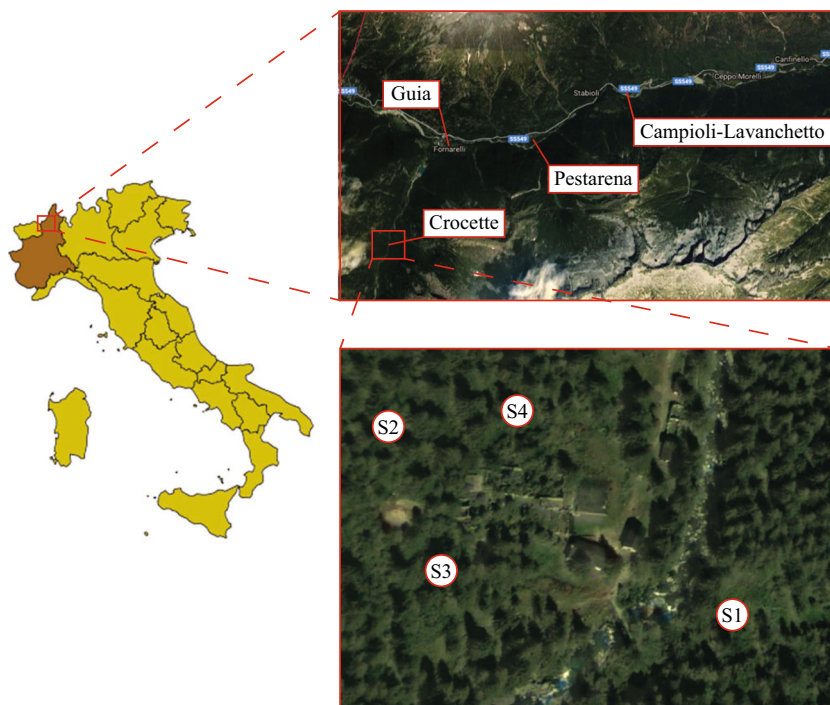 Canfinello
SS549
SS549
Ceppo Morelli
SS549
SS549
Stabioli
Guia
Campioli-Lavanchetto
SS549
Fornarelli
Pestarena
Crocette
S4
S2
S3
S1